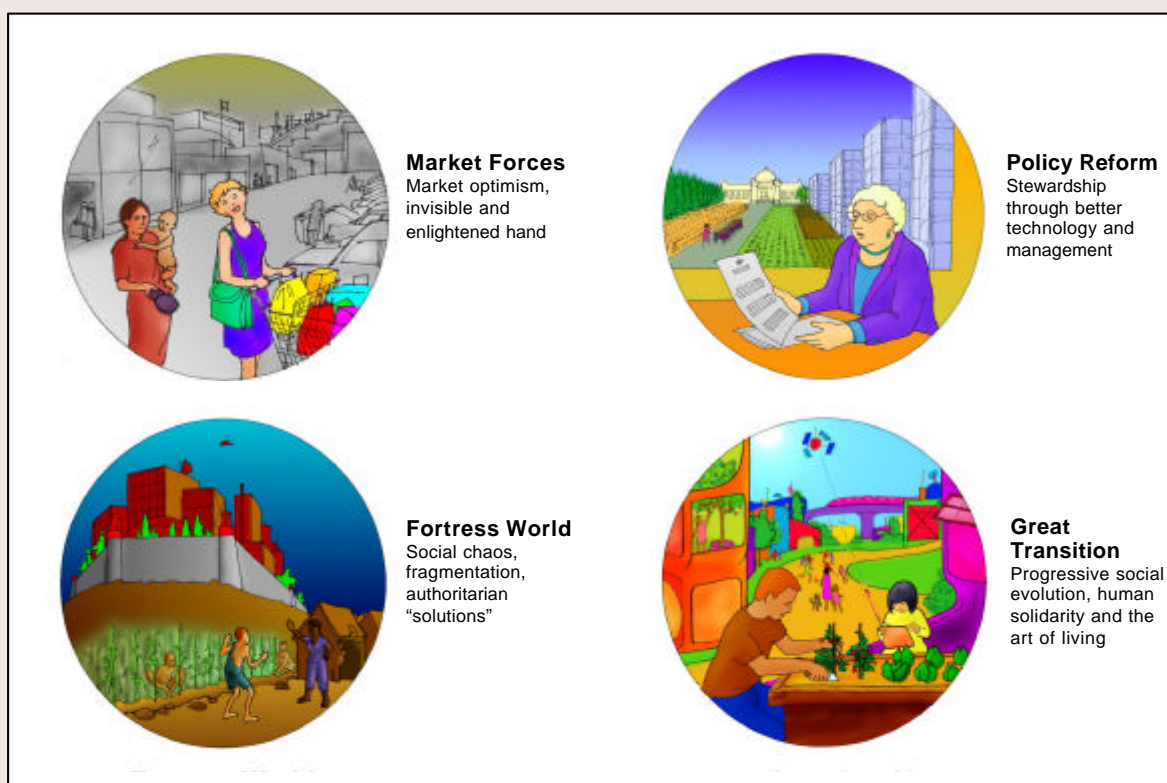 Market Forces
Market optimism,
invisible and
enlightened hand
Policy Reform
Stewardship
through better
technology and
management
Fortress World
Social chaos,
fragmentation,
authoritarian
“solutions”
Great
Transition
Progressive social
evolution, human
solidarity and the
art of living